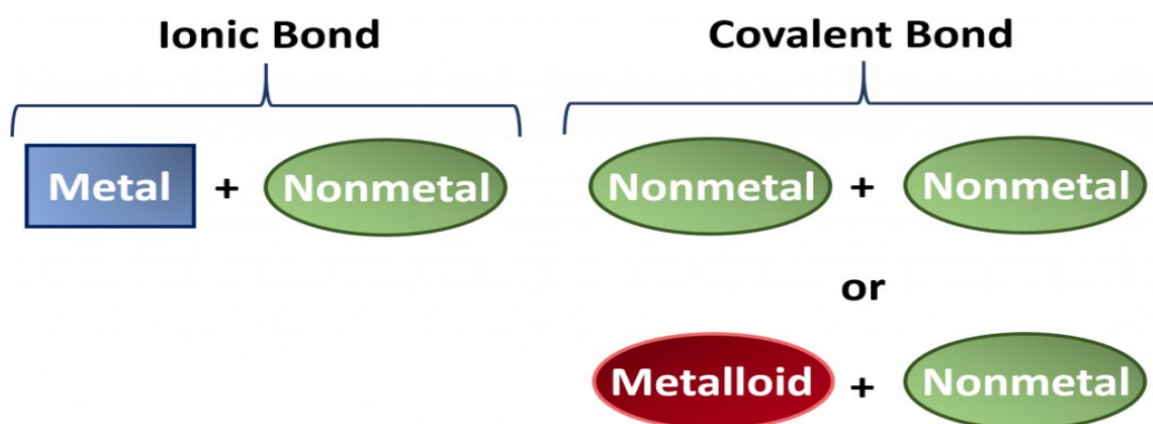 Ionic Bond
Covalent Bond
Metal + Nonmetal
Nonmetal + Nonmetal
or
Metalloid + Nonmetal